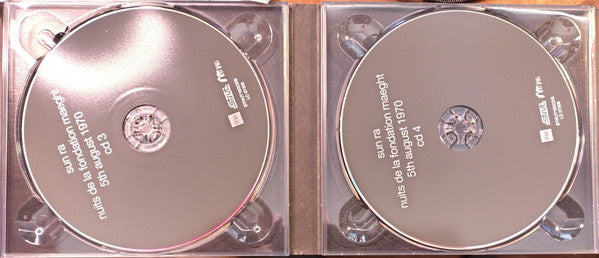 sun ra
nuits de la fondation maeght
5th august 1970
cd 3
sun ra
nuits de la fondation maeght
5th august 1970
cd 4